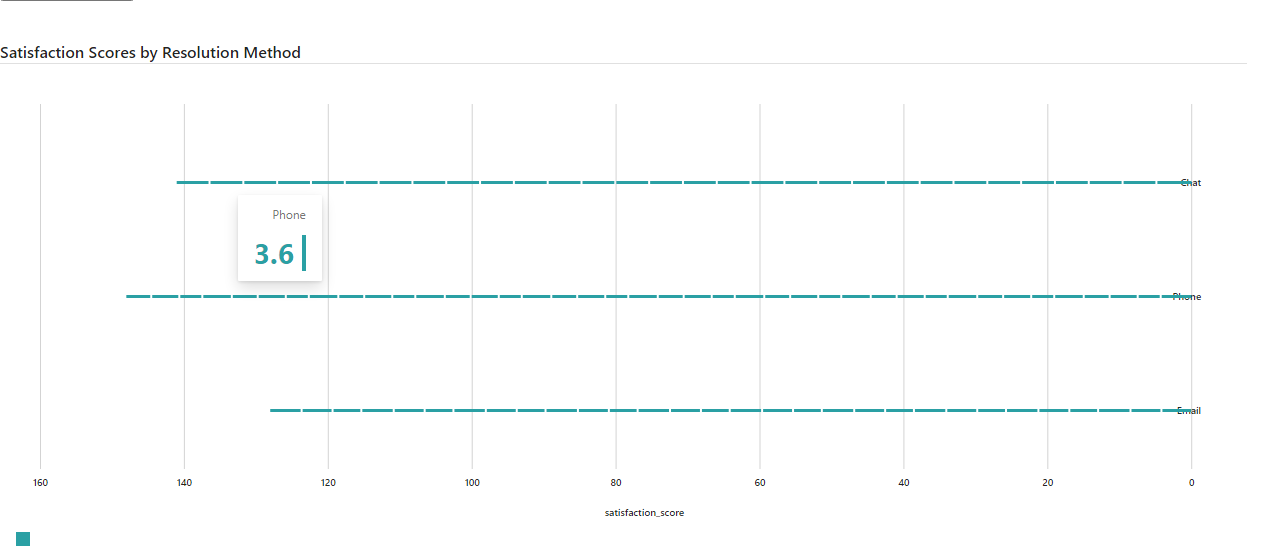 Satisfaction Scores by Resolution Method
Chat
Phone
3.6
Phone
Email
160 140 120 100 80 60 40 20 0
satisfaction_score